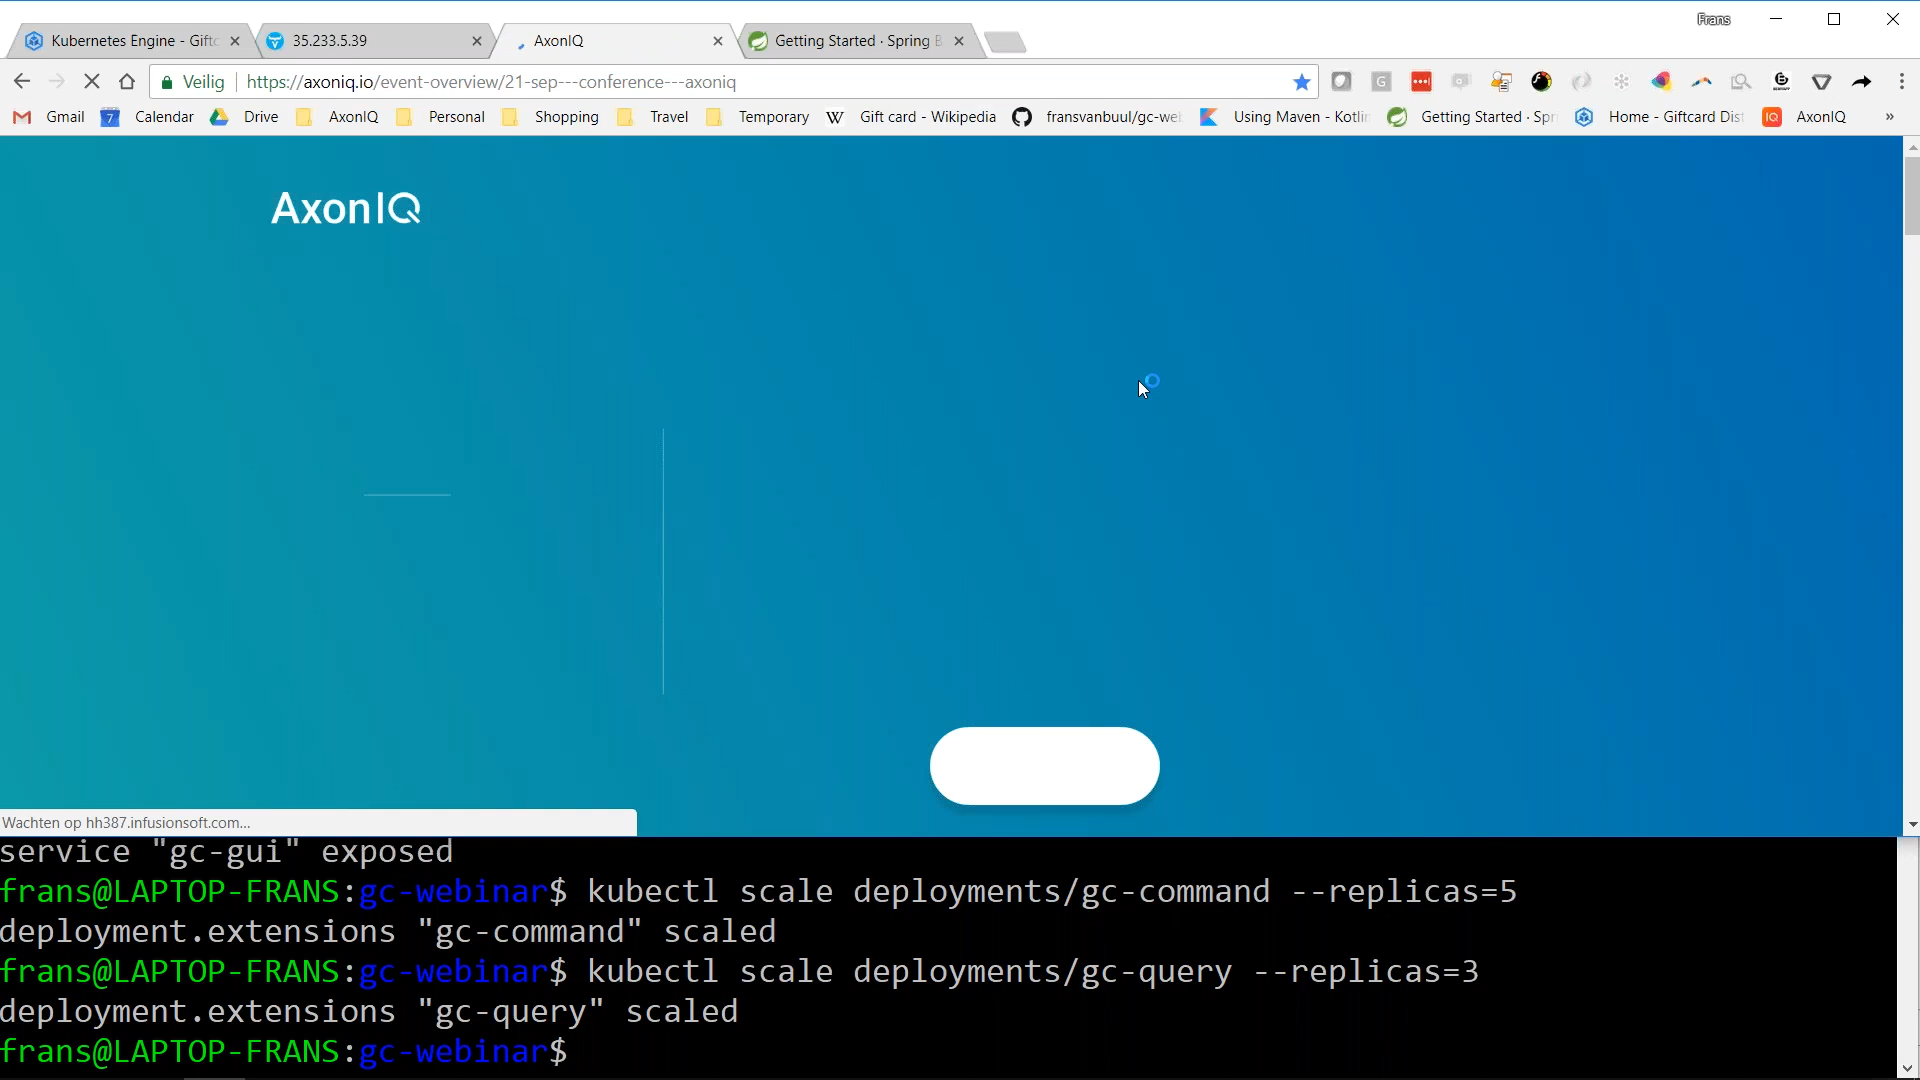 Frans
Kubernetes Engine - Giftc
35.233.5.39
AxonIQ
Getting Started · Spring B
Veilig
https://axoniq.io/event-overview/21-sep---conference---axoniq
Gmail
7
Calendar
Drive
AxonIQ
Personal
Shopping
Travel
Temporary
W
Gift card - Wikipedia
fransvanbuul/gc-web
Using Maven - Kotlin
Getting Started · Spri
Home - Giftcard Dist
IQ
AxonIQ
»
AxonIQ
Wachten op hh387.infusionsoft.com...
service "gc-gui" exposed
frans@LAPTOP-FRANS:gc-webinar$ kubectl scale deployments/gc-command --replicas=5
deployment.extensions "gc-command" scaled
frans@LAPTOP-FRANS:gc-webinar$ kubectl scale deployments/gc-query --replicas=3
deployment.extensions "gc-query" scaled
frans@LAPTOP-FRANS:gc-webinar$